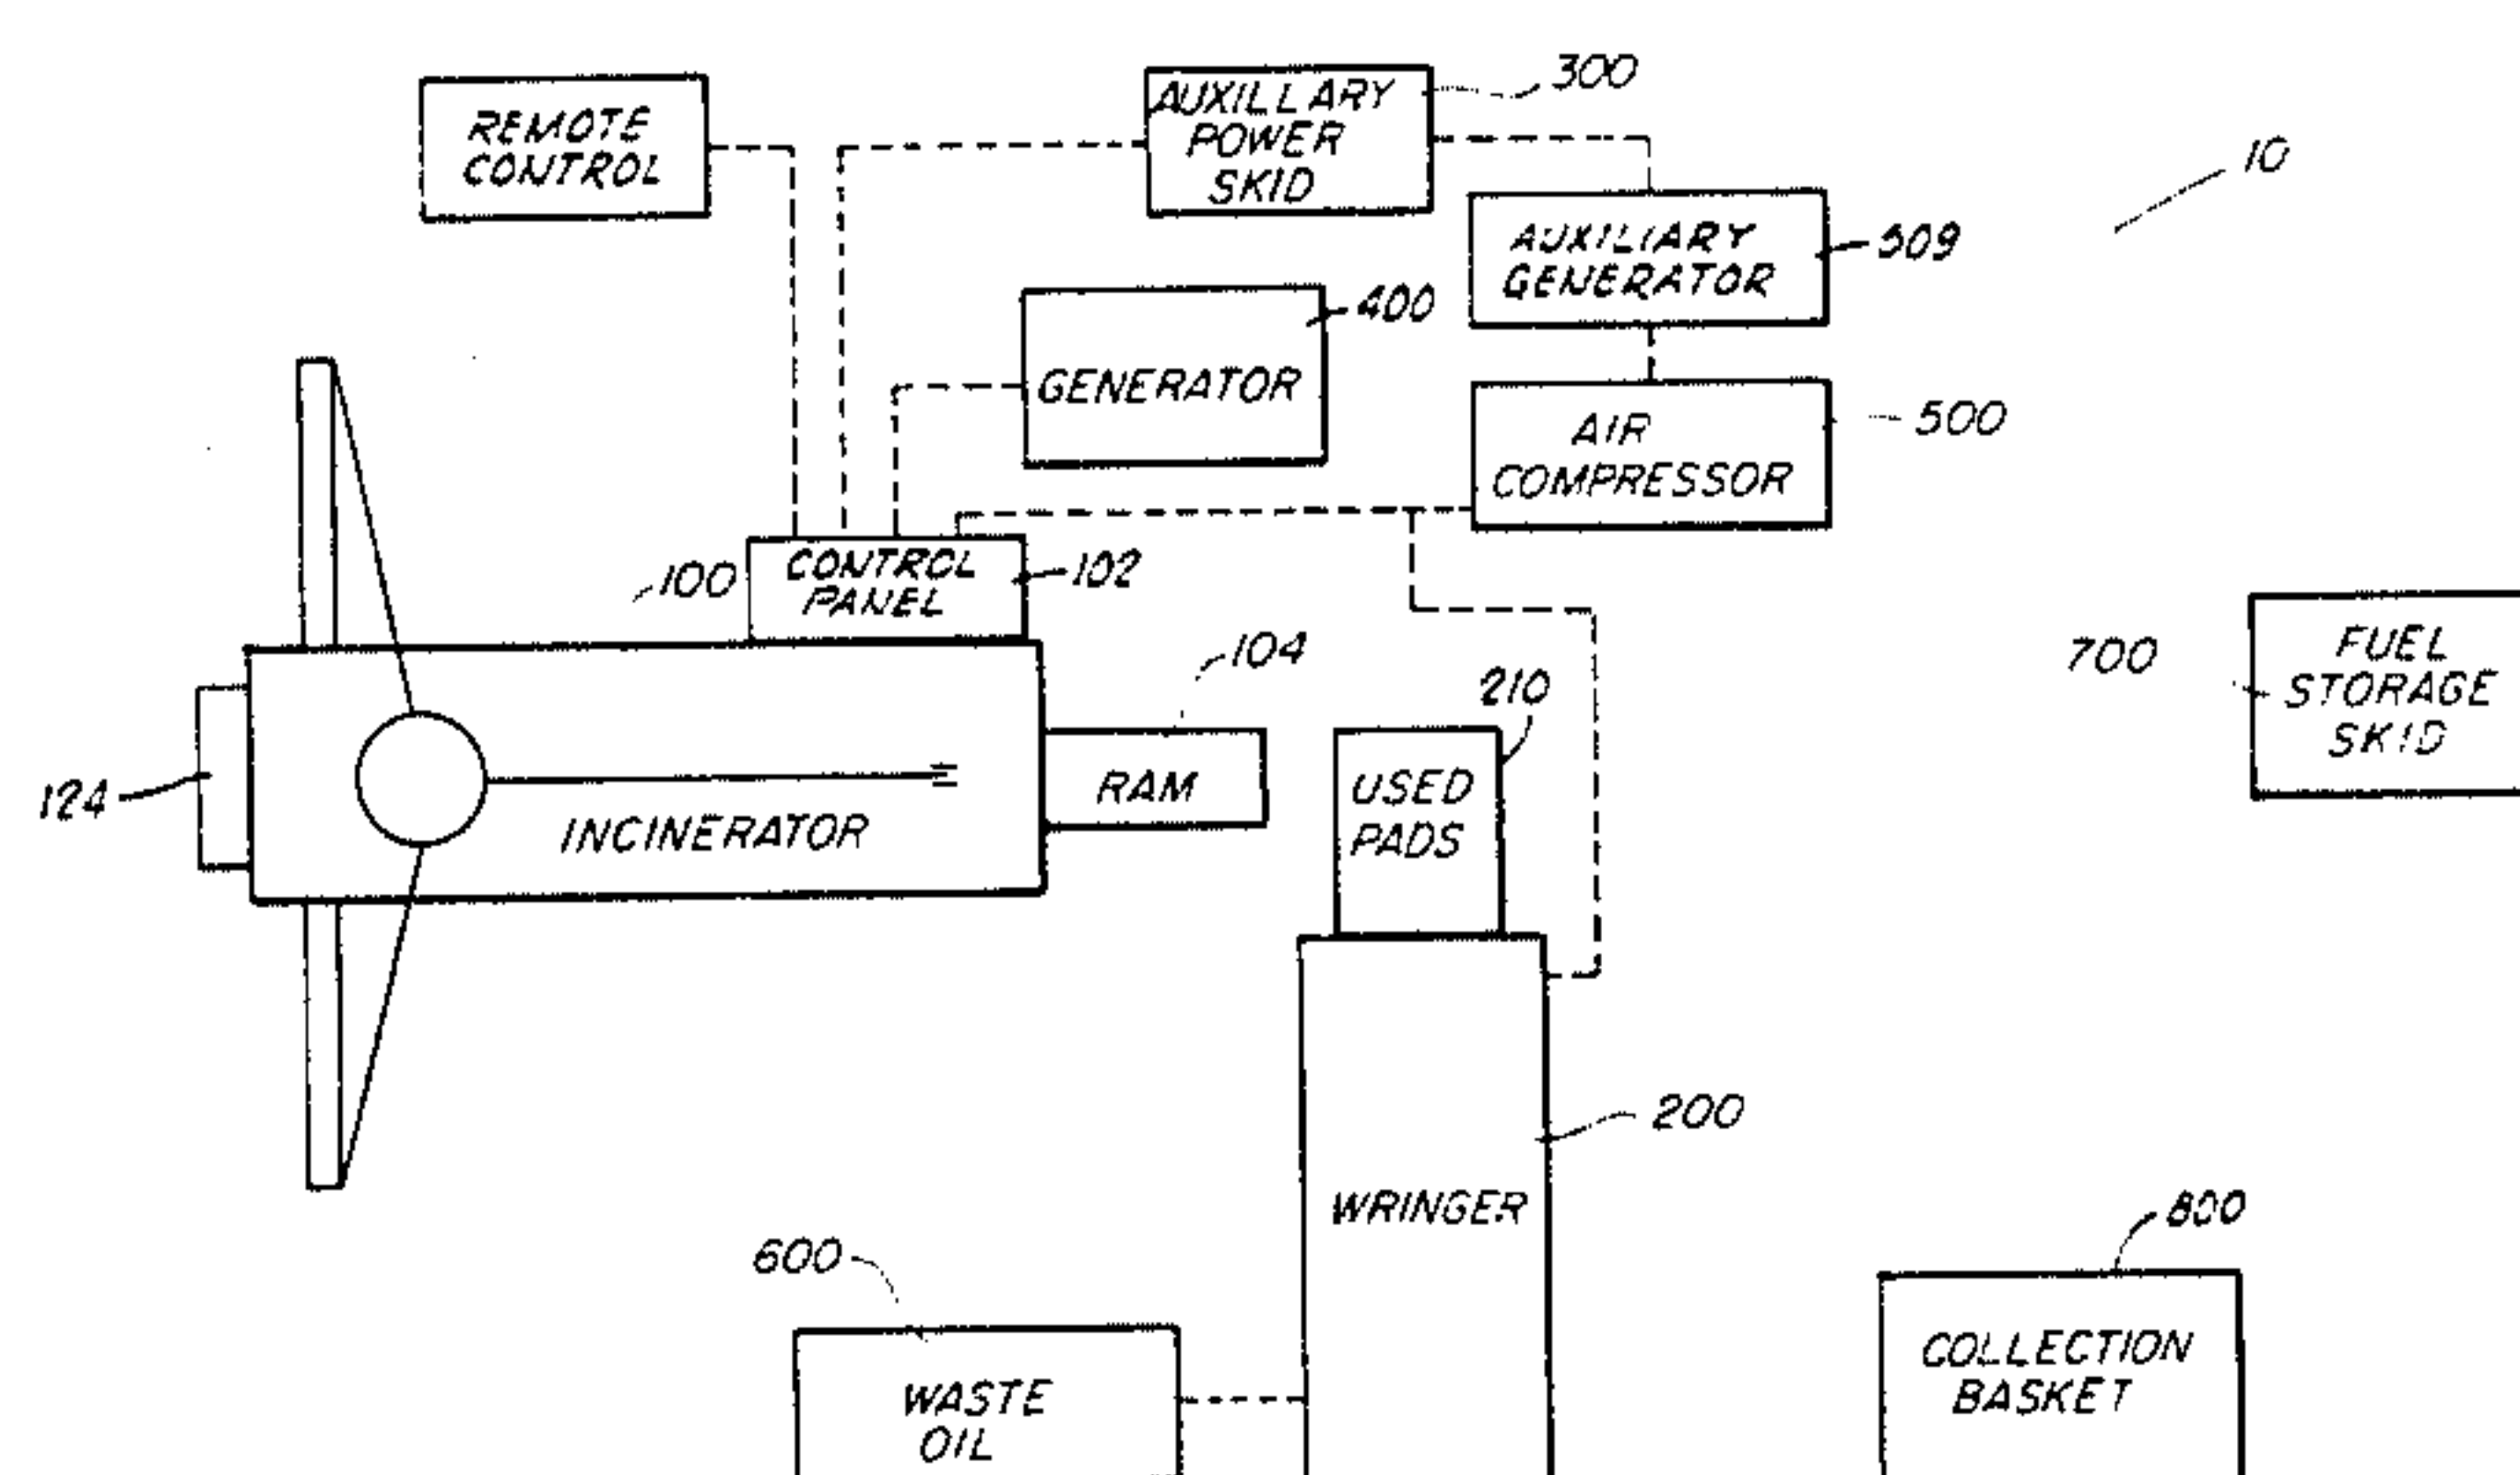 REMOTE
CONTROL
AUXILLARY
POWER
SKID
300
10
AUXILIARY
GENERATOR
509
400
GENERATOR
AIR
COMPRESSOR
500
100
CONTROL
PANEL
102
104
210
700
FUEL
STORAGE
SKID
124
INCINERATOR
RAM
USED
PADS
200
WRINGER
600
800
WASTE
OIL
COLLECTION
BASKET